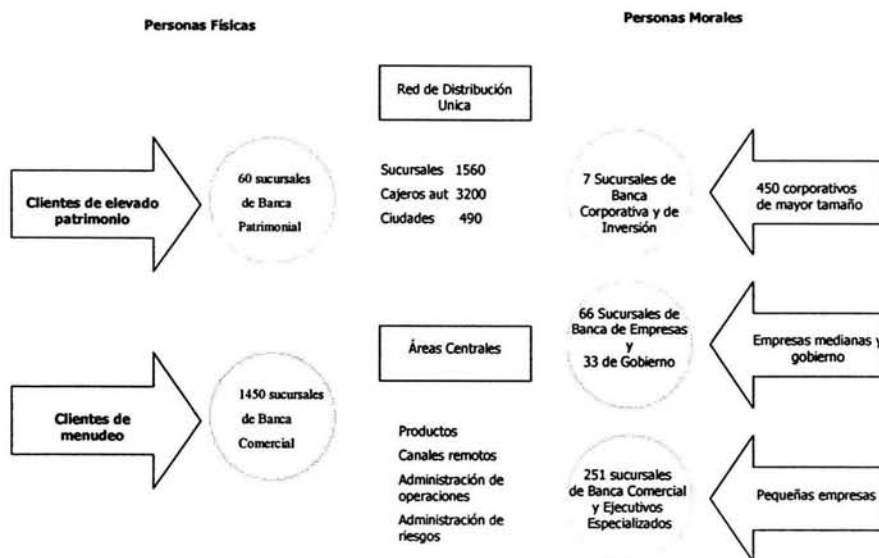 Personas Físicas
Personas Morales
Red de Distribución
Unica
Clientes de elevado
patrimonio
60 sucursales
de Banca
Patrimonial
Sucursales 1560
Cajeros aut 3200
Ciudades 490
7 Sucursales de
Banca
Corporativa y de
Inversión
450 corporativos
de mayor tamaño
Clientes de
menudeo
1450 sucursales
de Banca
Comercial
Áreas Centrales
66 Sucursales de
Banca de Empresas
y
33 de Gobierno
Empresas medianas y
gobierno
Productos
Canales remotos
Administración de
operaciones
Administración de
riesgos
251 sucursales
de Banca Comercial
y Ejecutivos
Especializados
Pequeñas empresas